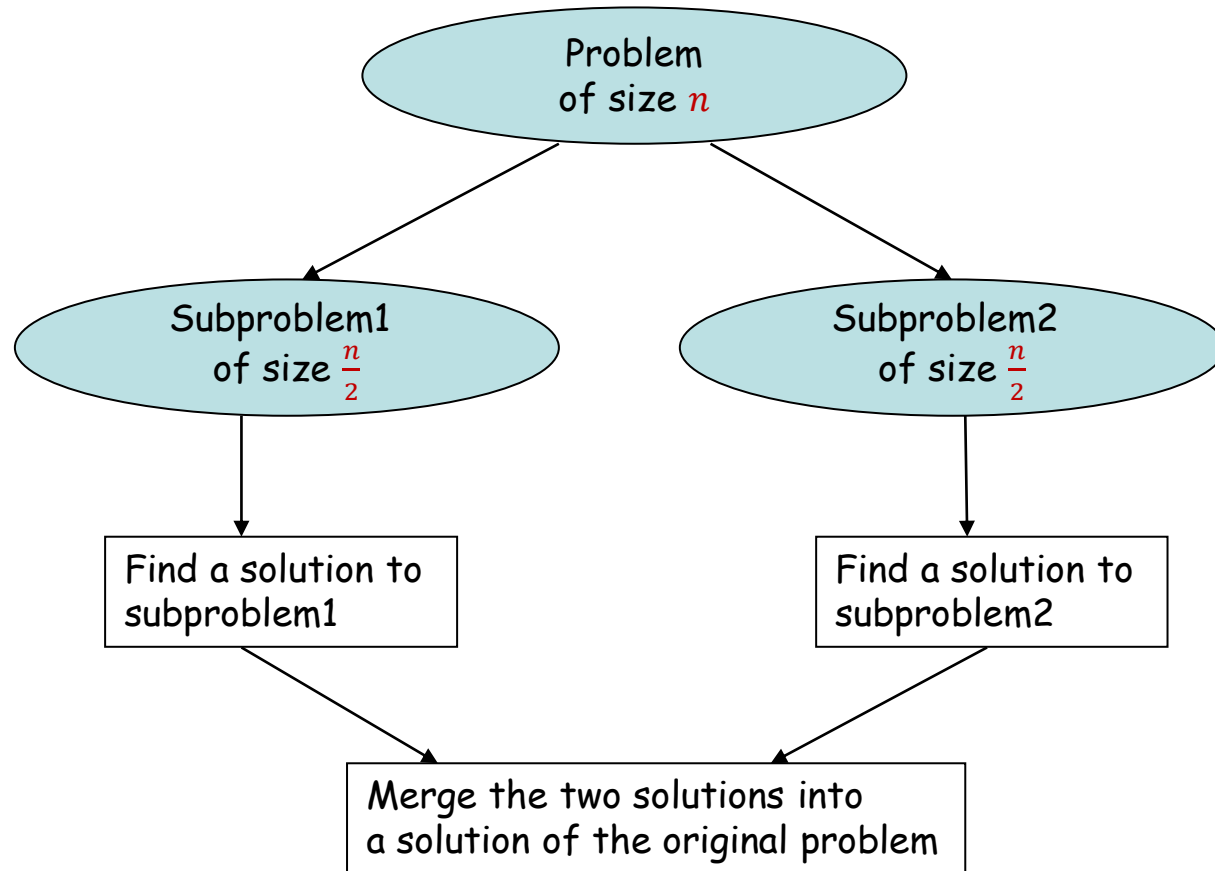 Problem
of size n
Subproblem1
of size n/2
Subproblem2
of size n/2
Find a solution to
subproblem1
Find a solution to
subproblem2
Merge the two solutions into
a solution of the original problem